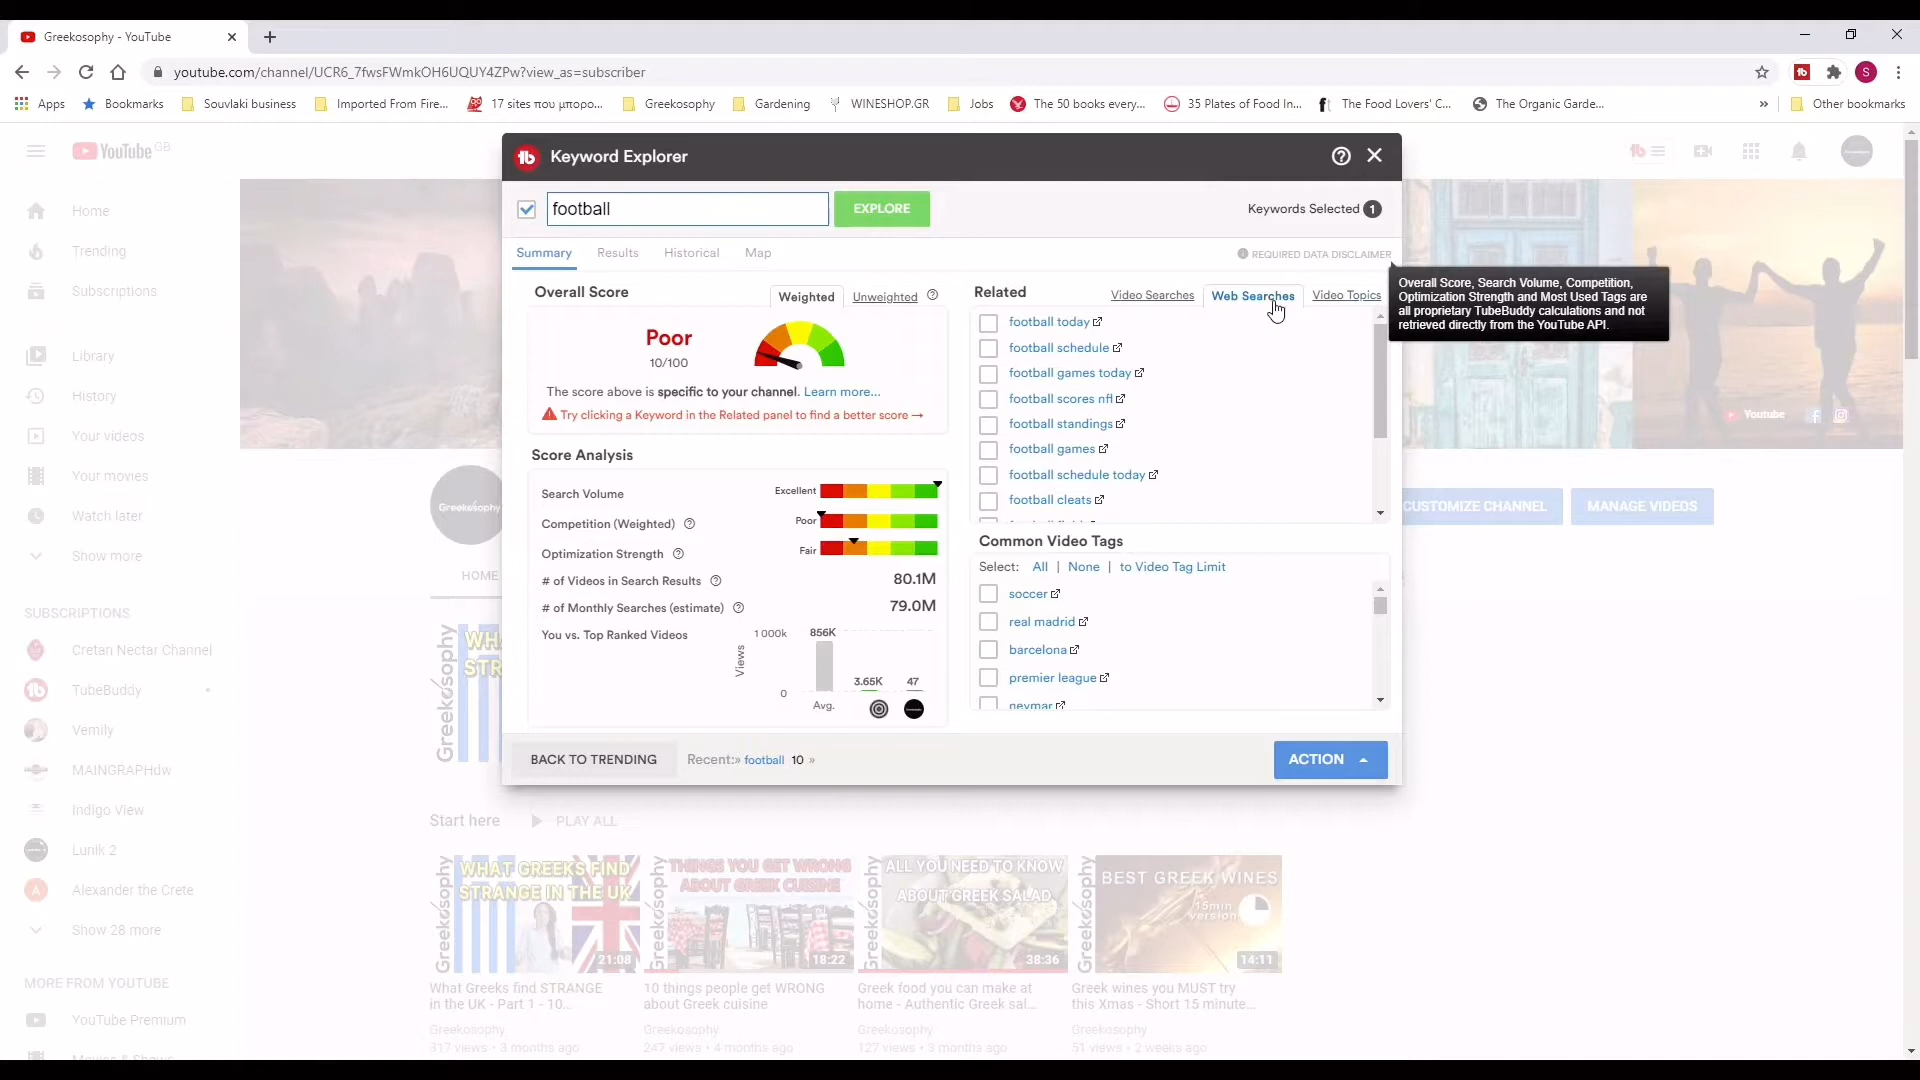 Greekosophy - YouTube
youtube.com/channel/UCR6_7fwsFWmkOH6UQUY4ZPw?view_as=subscriber
Apps Bookmarks Souvlaki business Imported From Fire... 17 sites που μπορο... Greekosophy Gardening WINESHOP.GR Jobs The 50 books every... 35 Plates of Food In... The Food Lovers' C... The Organic Garde... » Other bookmarks
YouTube GB
Home
Trending
Subscriptions
Library
History
Your videos
Your movies
Watch later
Show more
SUBSCRIPTIONS
Cretan Nectar Channel
TubeBuddy
Vemily
MAINGRAPHdw
Indigo View
Lunik 2
Alexander the Crete
Show 28 more
MORE FROM YOUTUBE
YouTube Premium
Keyword Explorer
football
EXPLORE
Keywords Selected 1
Summary Results Historical Map
REQUIRED DATA DISCLAIMER
Overall Score, Search Volume, Competition,
Optimization Strength and Most Used Tags are
all proprietary TubeBuddy calculations and not
retrieved directly from the YouTube API.
Overall Score
Weighted Unweighted
Poor
10/100
The score above is specific to your channel. Learn more...
Try clicking a Keyword in the Related panel to find a better score →
Score Analysis
Search Volume Excellent
Competition (Weighted) Poor
Optimization Strength Fair
# of Videos in Search Results 80.1M
# of Monthly Searches (estimate) 79.0M
You vs. Top Ranked Videos
1000k
856K
Views
3.65K
47
0
Avg.
Related
Video Searches Web Searches Video Topics
football today
football schedule
football games today
football scores nfl
football standings
football games
football schedule today
football cleats
Common Video Tags
Select: All | None | to Video Tag Limit
soccer
real madrid
barcelona
premier league
neymar
BACK TO TRENDING
Recent:» football 10 »
ACTION
Youtube
CUSTOMIZE CHANNEL
MANAGE VIDEOS
Greekosophy
HOME
Greekosophy
Start here
PLAY ALL
Greekosophy
WHAT GREEKS FIND
STRANGE IN THE UK
21:08
Greekosophy
THINGS YOU GET WRONG
ABOUT GREEK CUISINE
18:22
Greekosophy
ALL YOU NEED TO KNOW
ABOUT GREEK SALAD
38:36
Greekosophy
BEST GREEK WINES
15min
version
14:11
What Greeks find STRANGE
in the UK - Part 1 - 10...
Greekosophy
317 views • 3 months ago
10 things people get WRONG
about Greek cuisine
Greekosophy
247 views • 4 months ago
Greek food you can make at
home - Authentic Greek sal...
Greekosophy
127 views • 3 months ago
Greek wines you MUST try
this Xmas - Short 15 minute...
Greekosophy
51 views • 2 weeks ago